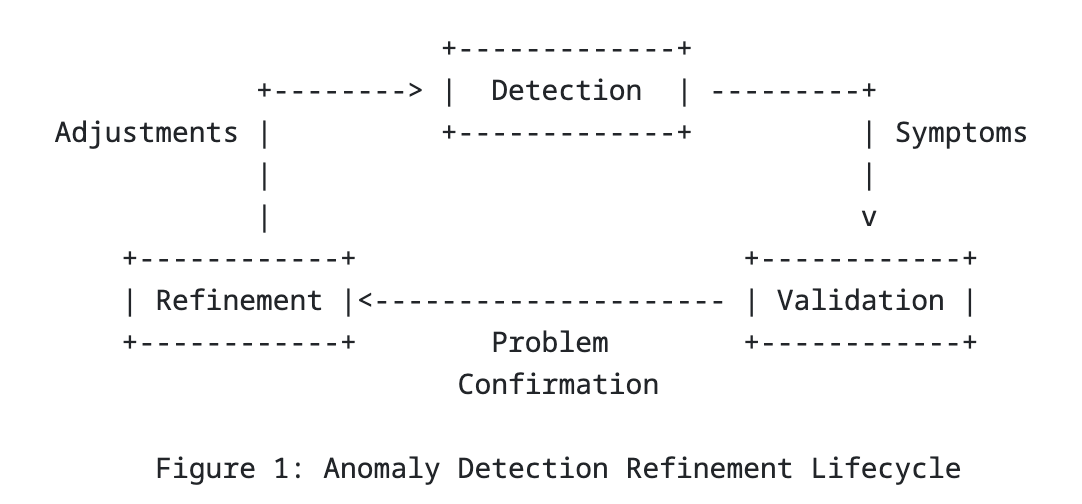 Detection
Adjustments
Symptoms
Refinement
Validation
Problem
Confirmation
Figure 1: Anomaly Detection Refinement Lifecycle